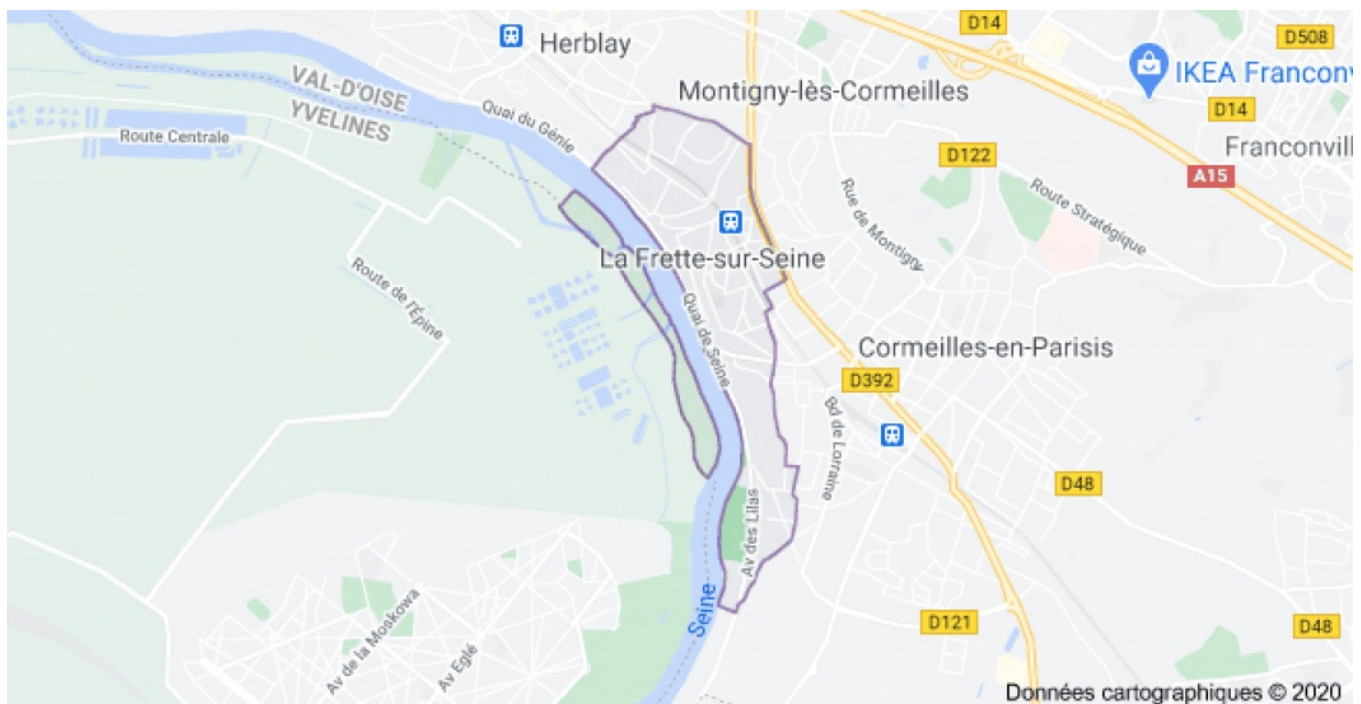 D14
D508
Herblay
VAL-D'OISE
YVELINES
IKEA Franconv
Montigny-lès-Cormeilles
D14
Quai du Génie
Route Centrale
D122
Franconvill
A15
Rue de Montigny
Route Stratégique
La Frette-sur-Seine
Route de l'Épine
Quai de Seine
Cormeilles-en-Parisis
D392
Bd de Lorraine
D48
Av des Lilas
Seine
Av de la Moskowa
Av Eglé
D121
D48
Données cartographiques © 2020